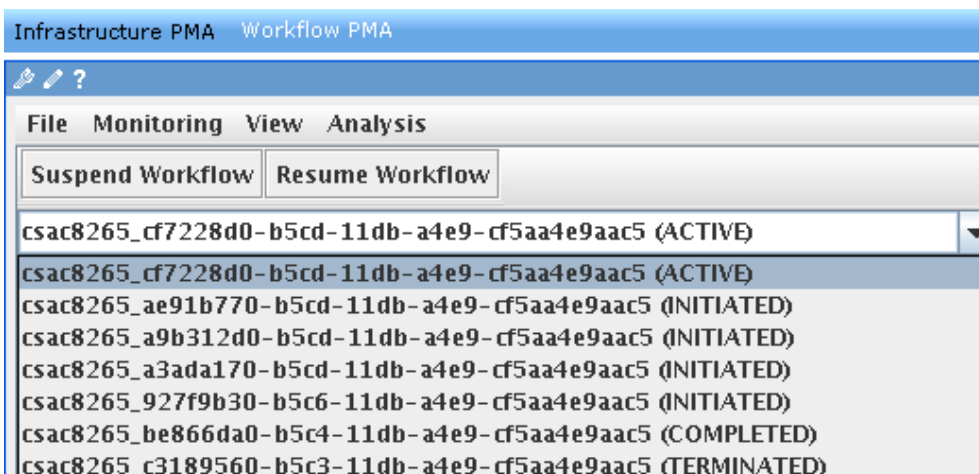 Infrastructure PMA Workflow PMA
?
File Monitoring View Analysis
Suspend Workflow Resume Workflow
csac8265_cf7228d0-b5cd-11db-a4e9-cf5aa4e9aac5 (ACTIVE)
csac8265_cf7228d0-b5cd-11db-a4e9-cf5aa4e9aac5 (ACTIVE)
csac8265_ae91b770-b5cd-11db-a4e9-cf5aa4e9aac5 (INITIATED)
csac8265_a9b312d0-b5cd-11db-a4e9-cf5aa4e9aac5 (INITIATED)
csac8265_a3ada170-b5cd-11db-a4e9-cf5aa4e9aac5 (INITIATED)
csac8265_927f9b30-b5c6-11db-a4e9-cf5aa4e9aac5 (INITIATED)
csac8265_be866da0-b5c4-11db-a4e9-cf5aa4e9aac5 (COMPLETED)
csac8265_c3189560-b5c3-11db-a4e9-cf5aa4e9aac5 (TERMINATED)